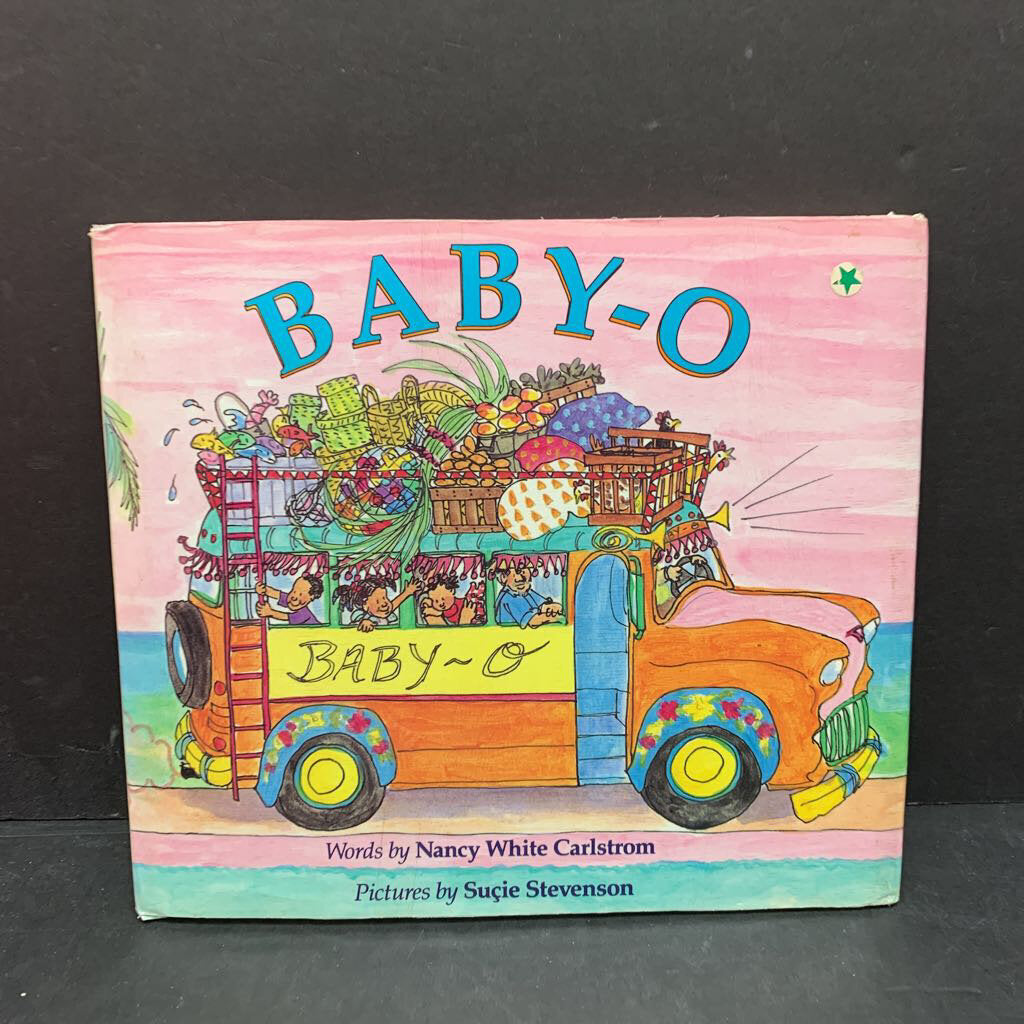 BABY-O
BABY~O
Words by Nancy White Carlstrom
Pictures by Suçie Stevenson